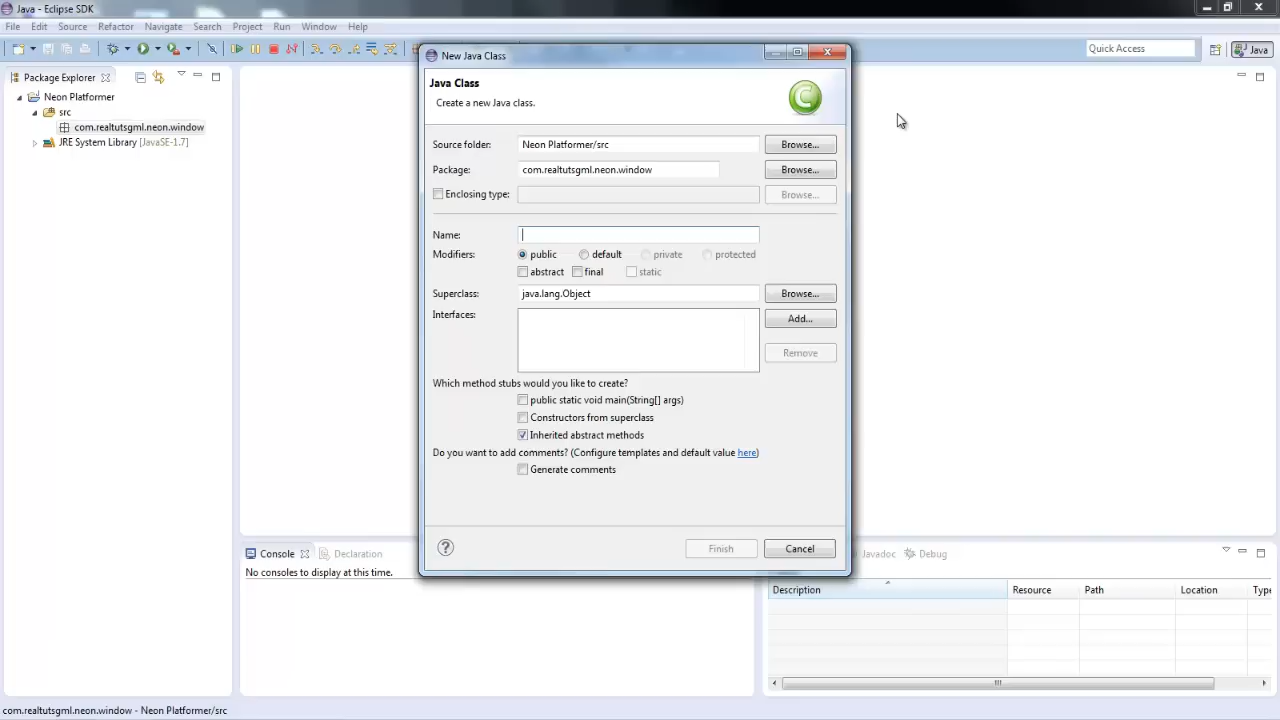 Java - Eclipse SDK
File Edit Source Refactor Navigate Search Project Run Window Help
Quick Access
Java
Package Explorer
Neon Platformer
src
com.realtutsgml.neon.window
JRE System Library [JavaSE-1.7]
New Java Class
Java Class
Create a new Java class.
C
Source folder: Neon Platformer/src Browse...
Package: com.realtutsgml.neon.window Browse...
Enclosing type: Browse...
Name:
Modifiers: public default private protected
abstract final static
Superclass: java.lang.Object Browse...
Interfaces: Add...
Remove
Which method stubs would you like to create?
public static void main(String[] args)
Constructors from superclass
Inherited abstract methods
Do you want to add comments? (Configure templates and default value here)
Generate comments
? Finish Cancel
Console Declaration
No consoles to display at this time.
Javadoc Debug
Description Resource Path Location Type
com.realtutsgml.neon.window - Neon Platformer/src